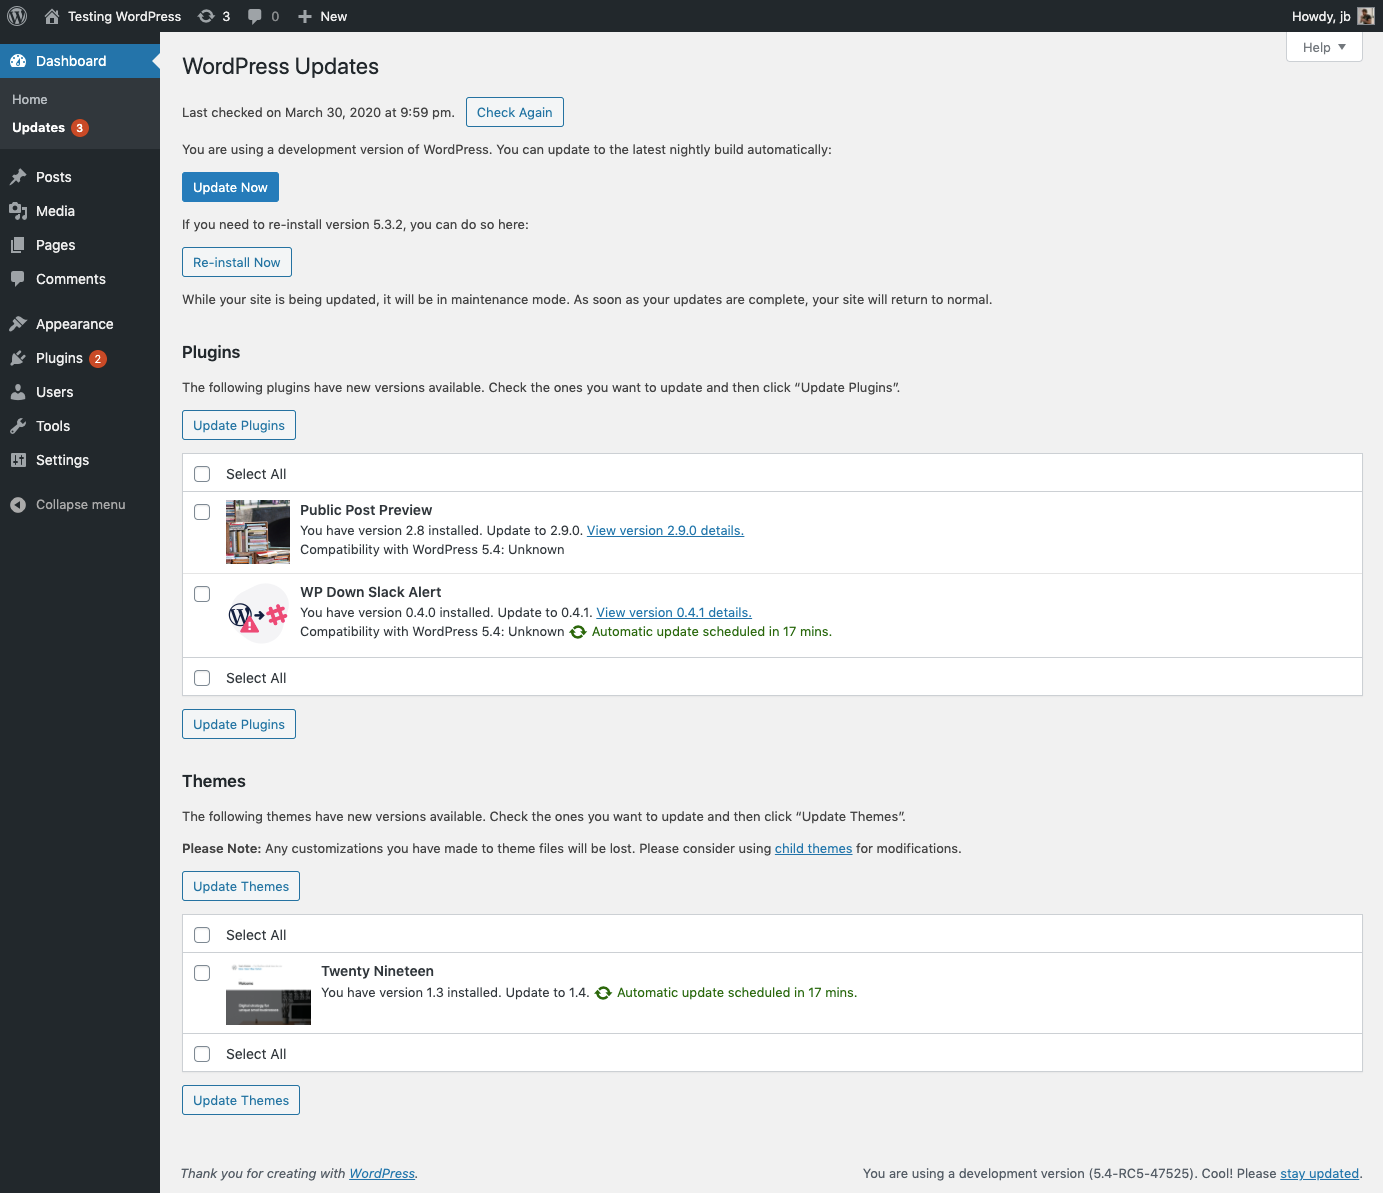 Testing WordPress 3 0 New Howdy, jb
Help
Dashboard
Home
Updates 3
Posts
Media
Pages
Comments
Appearance
Plugins 2
Users
Tools
Settings
Collapse menu
WordPress Updates
Last checked on March 30, 2020 at 9:59 pm. Check Again
You are using a development version of WordPress. You can update to the latest nightly build automatically:
Update Now
If you need to re-install version 5.3.2, you can do so here:
Re-install Now
While your site is being updated, it will be in maintenance mode. As soon as your updates are complete, your site will return to normal.
Plugins
The following plugins have new versions available. Check the ones you want to update and then click “Update Plugins”.
Update Plugins
Select All
Public Post Preview
You have version 2.8 installed. Update to 2.9.0. View version 2.9.0 details.
Compatibility with WordPress 5.4: Unknown
WP Down Slack Alert
You have version 0.4.0 installed. Update to 0.4.1. View version 0.4.1 details.
Compatibility with WordPress 5.4: Unknown Automatic update scheduled in 17 mins.
Select All
Update Plugins
Themes
The following themes have new versions available. Check the ones you want to update and then click “Update Themes”.
Please Note: Any customizations you have made to theme files will be lost. Please consider using child themes for modifications.
Update Themes
Select All
Twenty Nineteen
You have version 1.3 installed. Update to 1.4. Automatic update scheduled in 17 mins.
Welcome
Digital strategy for
unique small businesses
Select All
Update Themes
Thank you for creating with WordPress.
You are using a development version (5.4-RC5-47525). Cool! Please stay updated.